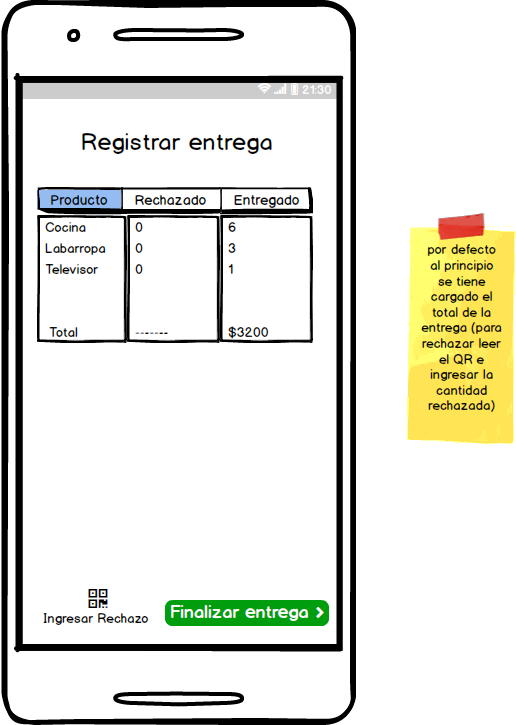 21:30
Registrar entrega
Producto Rechazado Entregado
Cocina 0 6
Labarropa 0 3
Televisor 0 1
Total ------- $3200
Ingresar Rechazo
Finalizar entrega
por defecto
al principio
se tiene
cargado el
total de la
entrega (para
rechazar leer
el QR e
ingresar la
cantidad
rechazada)